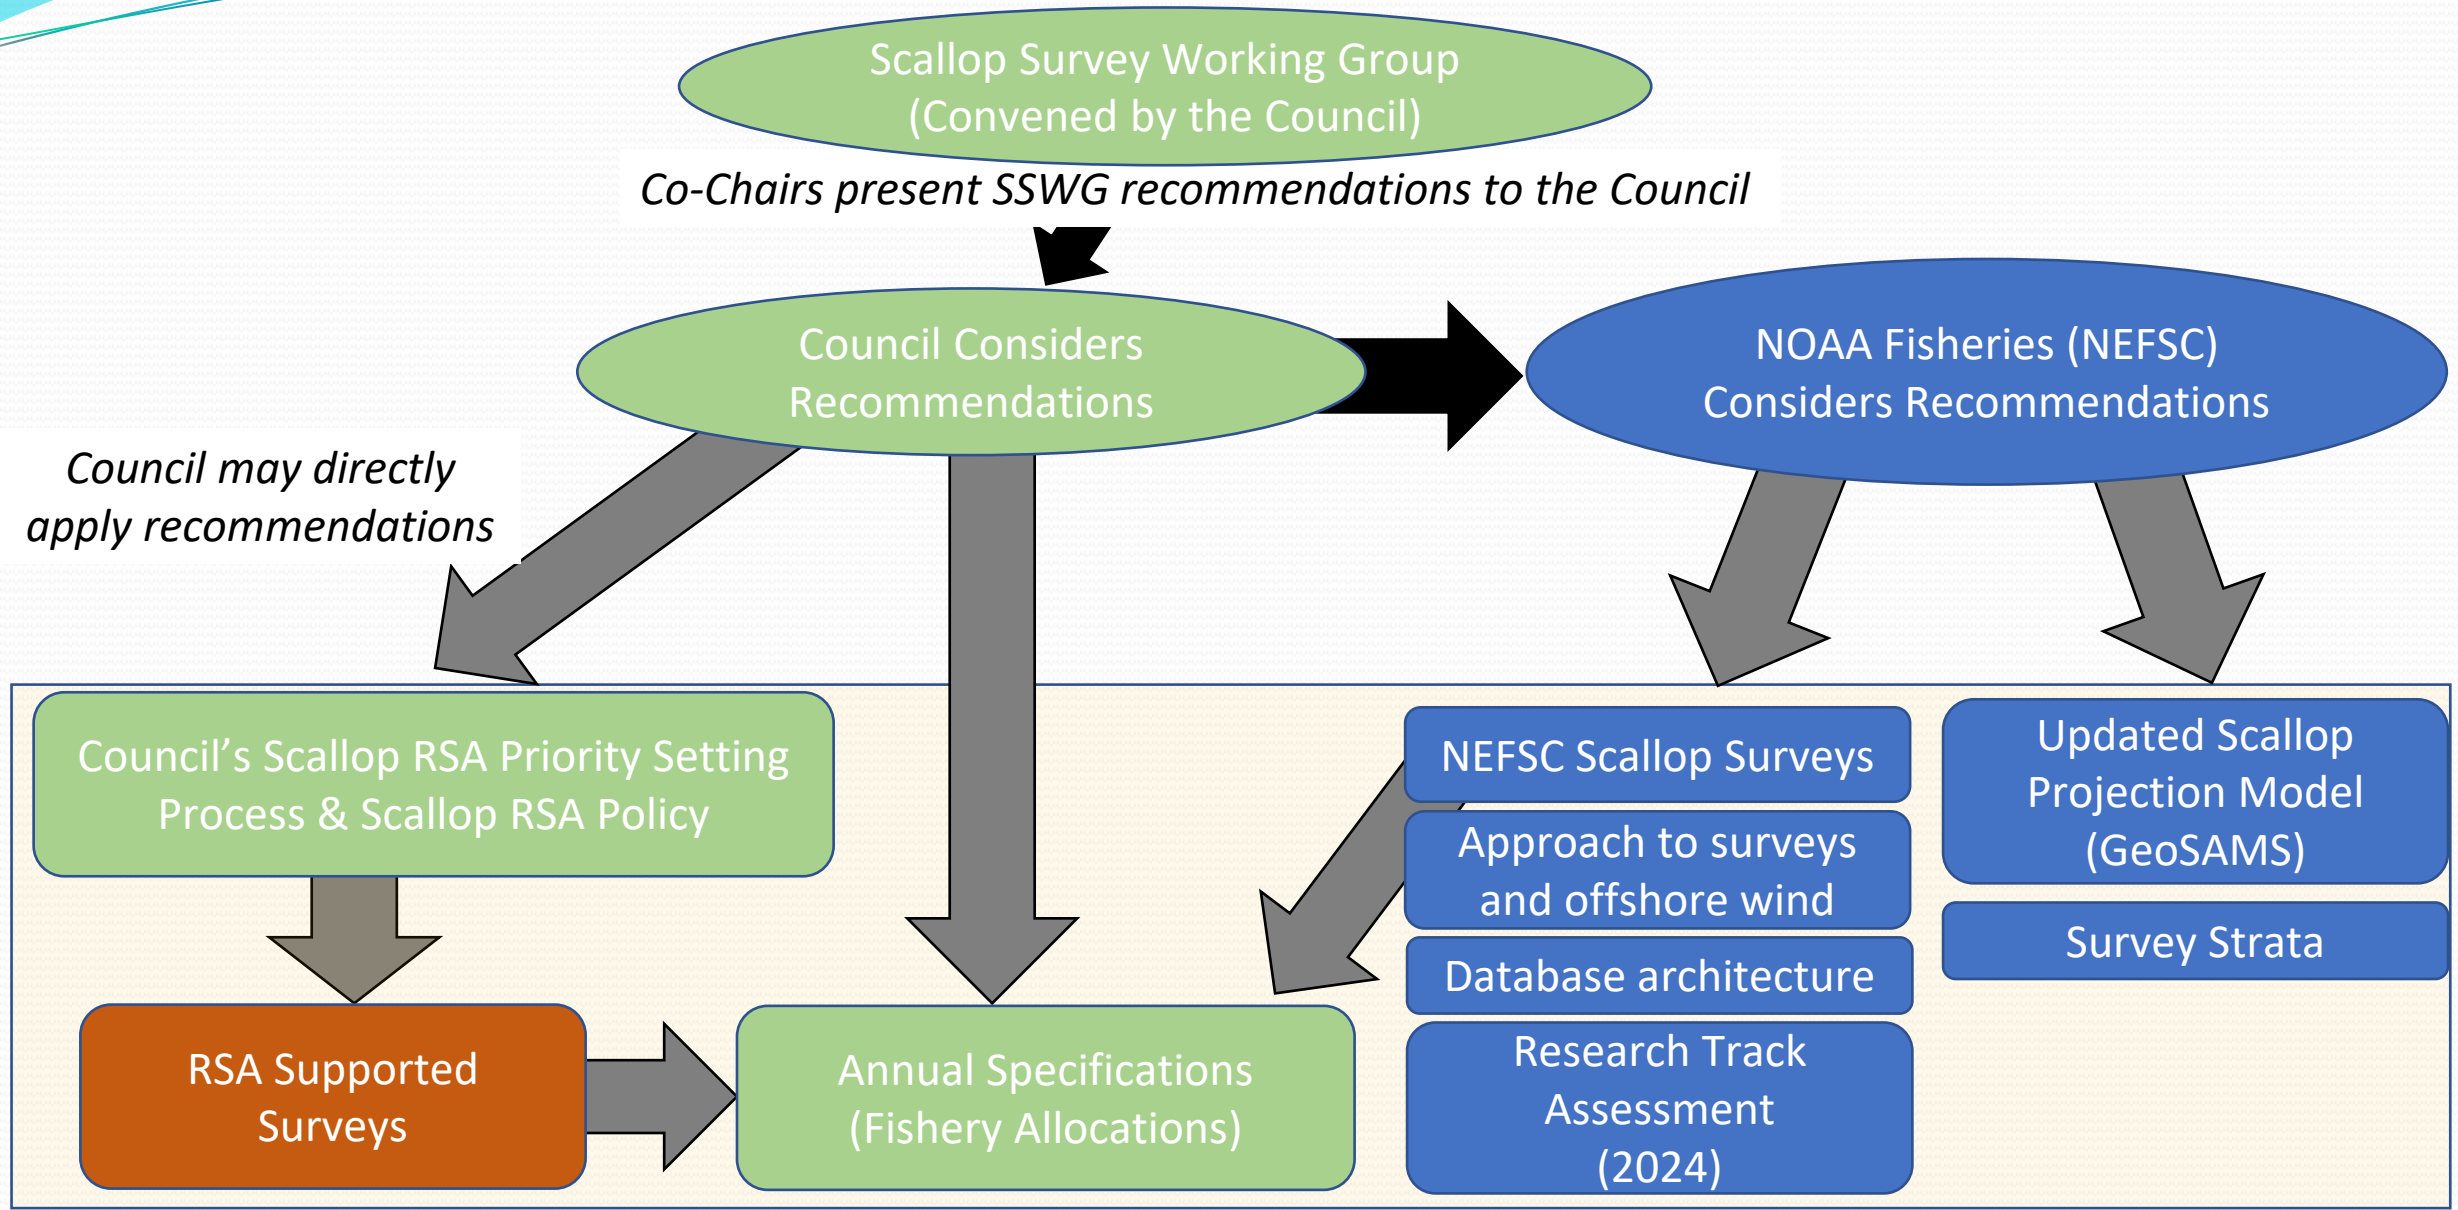 Scallop Survey Working Group
(Convened by the Council)
Co-Chairs present SSWG recommendations to the Council
Council Considers
Recommendations
NOAA Fisheries (NEFSC)
Considers Recommendations
Council may directly
apply recommendations
Council’s Scallop RSA Priority Setting
Process & Scallop RSA Policy
RSA Supported
Surveys
Annual Specifications
(Fishery Allocations)
NEFSC Scallop Surveys
Approach to surveys
and offshore wind
Database architecture
Research Track
Assessment
(2024)
Updated Scallop
Projection Model
(GeoSAMS)
Survey Strata